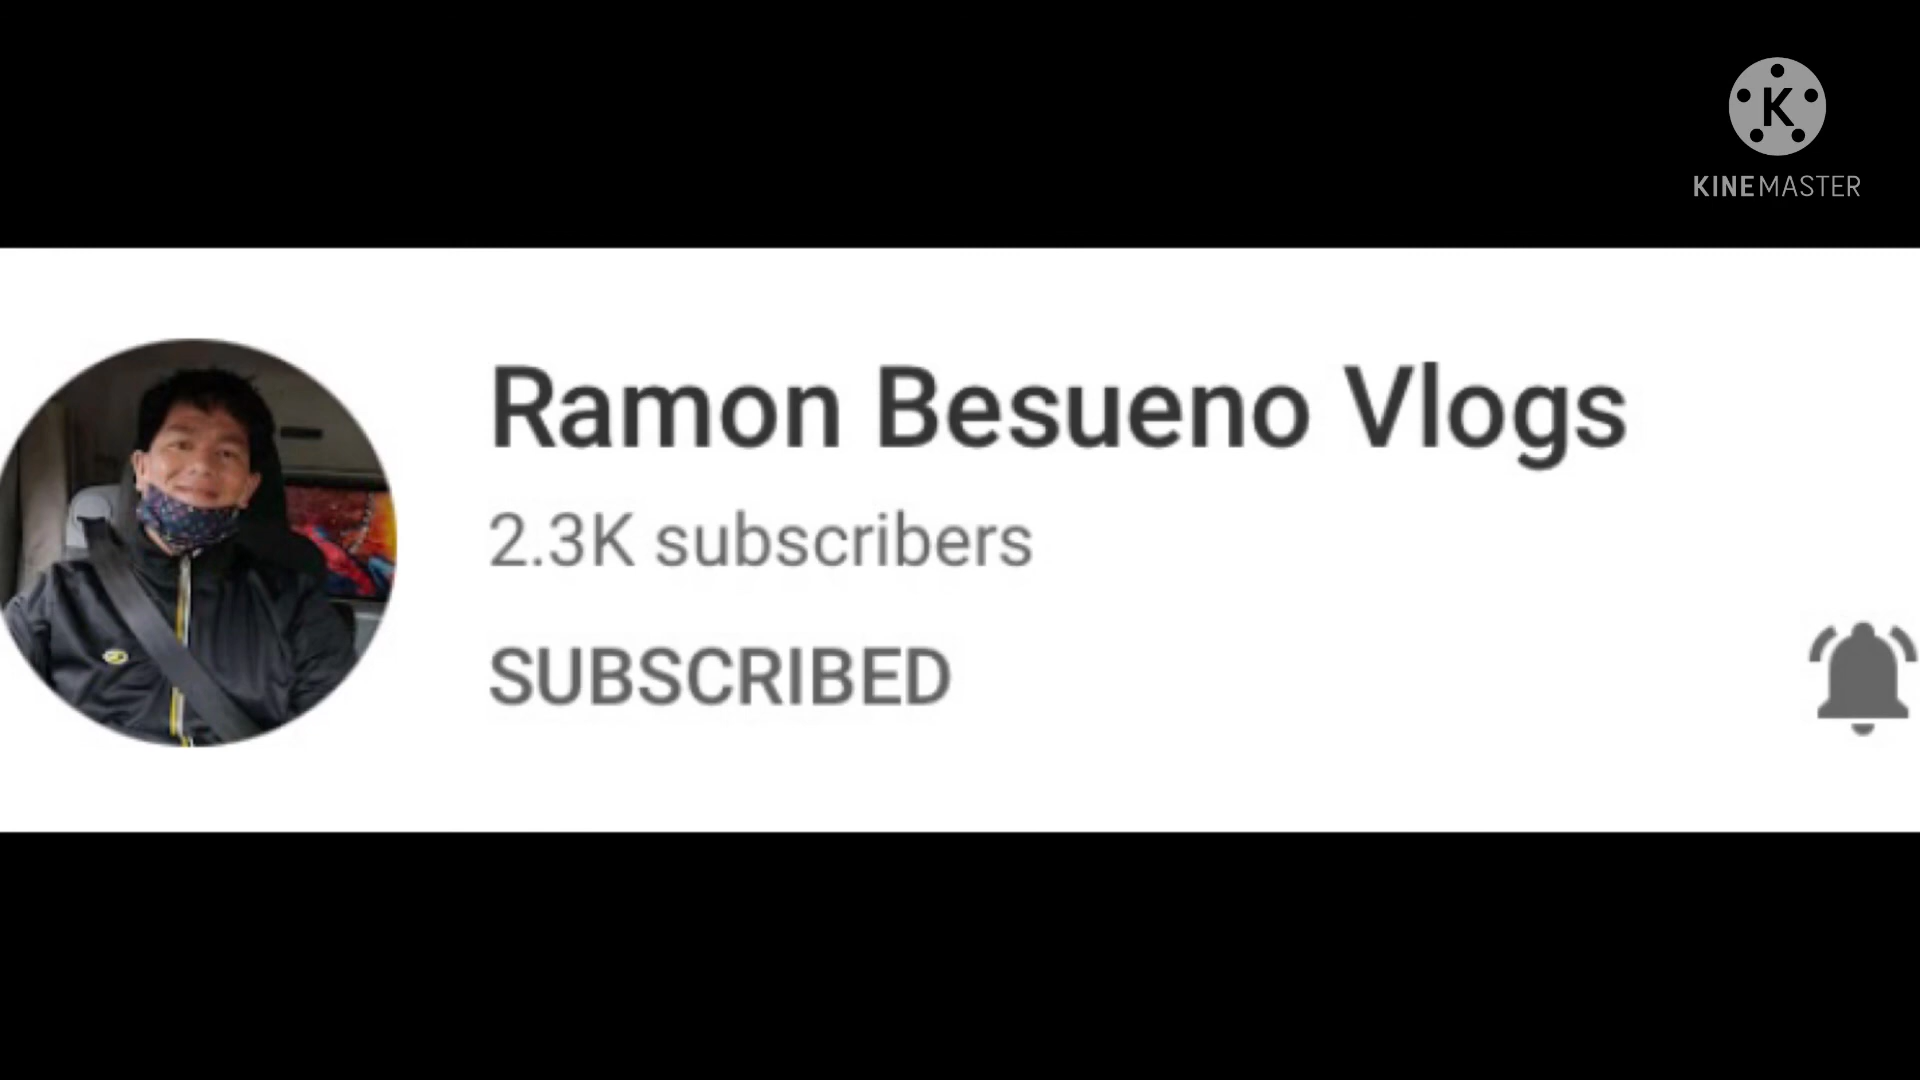 K
KINEMASTER
Ramon Besueno Vlogs
2.3K subscribers
SUBSCRIBED